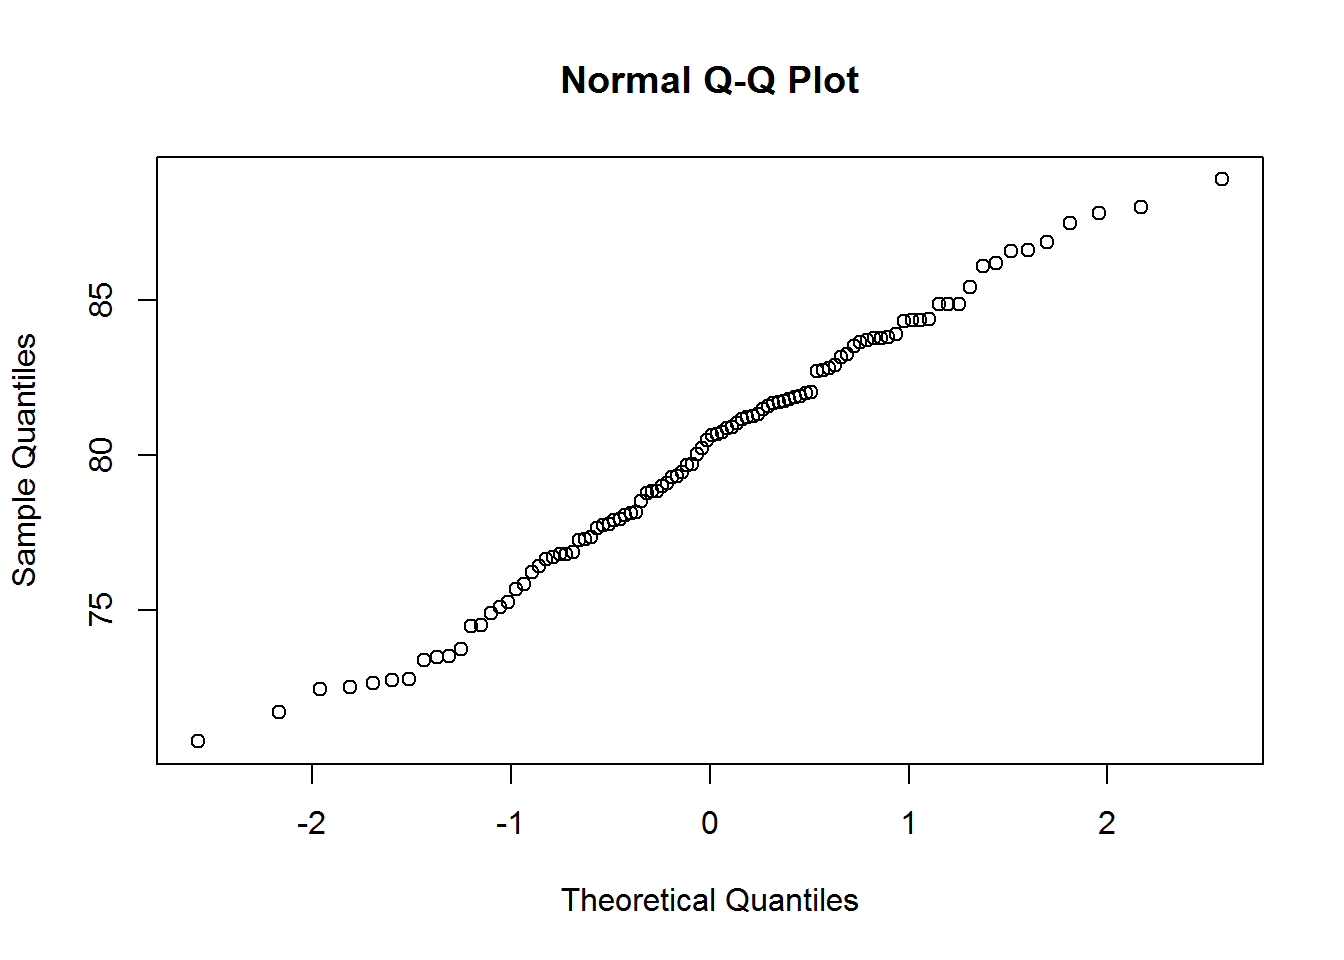 Normal Q-Q Plot
85
80
75
Sample Quantiles
-2 -1 0 1 2
Theoretical Quantiles